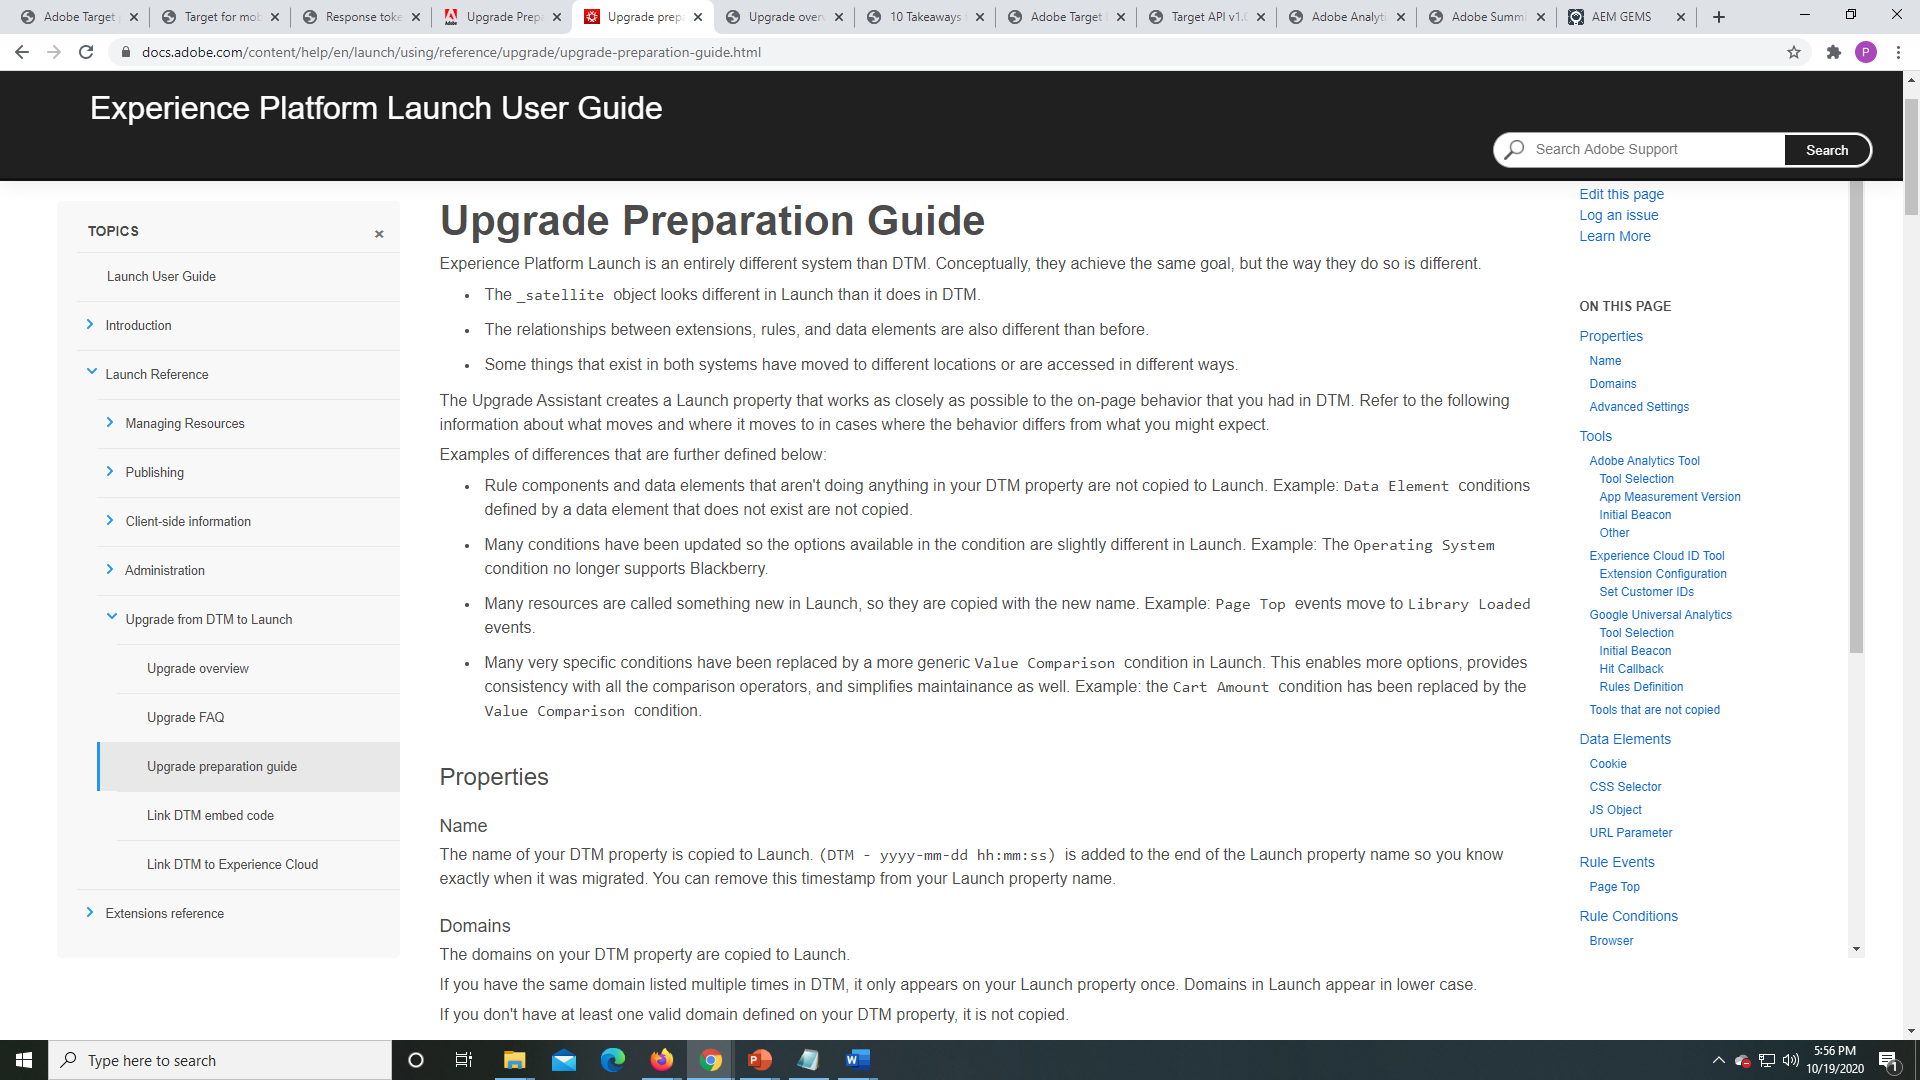 Adobe Target
Target for mob
Response toke
Upgrade Prepa
Upgrade prepa
Upgrade over
10 Takeaways
Adobe Target
Target API v1.
Adobe Analyti
Adobe Summi
AEM GEMS
docs.adobe.com/content/help/en/launch/using/reference/upgrade/upgrade-preparation-guide.html
P
Experience Platform Launch User Guide
Search Adobe Support
Search
TOPICS
Launch User Guide
Introduction
Launch Reference
Managing Resources
Publishing
Client-side information
Administration
Upgrade from DTM to Launch
Upgrade overview
Upgrade FAQ
Upgrade preparation guide
Link DTM embed code
Link DTM to Experience Cloud
Extensions reference
Upgrade Preparation Guide
Experience Platform Launch is an entirely different system than DTM. Conceptually, they achieve the same goal, but the way they do so is different.
• The _satellite object looks different in Launch than it does in DTM.
• The relationships between extensions, rules, and data elements are also different than before.
• Some things that exist in both systems have moved to different locations or are accessed in different ways.
The Upgrade Assistant creates a Launch property that works as closely as possible to the on-page behavior that you had in DTM. Refer to the following
information about what moves and where it moves to in cases where the behavior differs from what you might expect.
Examples of differences that are further defined below:
• Rule components and data elements that aren't doing anything in your DTM property are not copied to Launch. Example: Data Element conditions
defined by a data element that does not exist are not copied.
• Many conditions have been updated so the options available in the condition are slightly different in Launch. Example: The Operating System
condition no longer supports Blackberry.
• Many resources are called something new in Launch, so they are copied with the new name. Example: Page Top events move to Library Loaded
events.
• Many very specific conditions have been replaced by a more generic Value Comparison condition in Launch. This enables more options, provides
consistency with all the comparison operators, and simplifies maintainance as well. Example: the Cart Amount condition has been replaced by the
Value Comparison condition.
Properties
Name
The name of your DTM property is copied to Launch. (DTM - yyyy-mm-dd hh:mm:ss) is added to the end of the Launch property name so you know
exactly when it was migrated. You can remove this timestamp from your Launch property name.
Domains
The domains on your DTM property are copied to Launch.
If you have the same domain listed multiple times in DTM, it only appears on your Launch property once. Domains in Launch appear in lower case.
If you don't have at least one valid domain defined on your DTM property, it is not copied.
Edit this page
Log an issue
Learn More
ON THIS PAGE
Properties
Name
Domains
Advanced Settings
Tools
Adobe Analytics Tool
Tool Selection
App Measurement Version
Initial Beacon
Other
Experience Cloud ID Tool
Extension Configuration
Set Customer IDs
Google Universal Analytics
Tool Selection
Initial Beacon
Hit Callback
Rules Definition
Tools that are not copied
Data Elements
Cookie
CSS Selector
JS Object
URL Parameter
Rule Events
Page Top
Rule Conditions
Browser
Type here to search
5:56 PM
10/19/2020
1